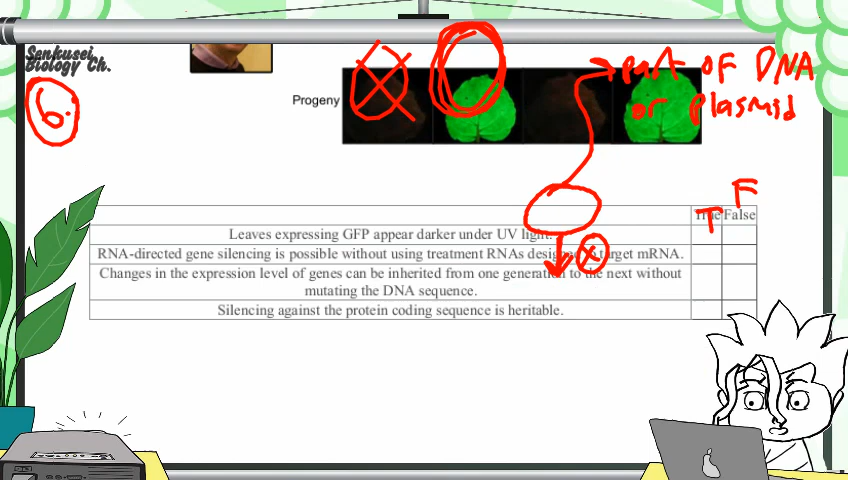 Senkusei
Biology Ch.
6.
Progeny
part of DNA
or plasmid
T F
True False
Leaves expressing GFP appear darker under UV light.
RNA-directed gene silencing is possible without using treatment RNAs designed to target mRNA.
Changes in the expression level of genes can be inherited from one generation to the next without
mutating the DNA sequence.
Silencing against the protein coding sequence is heritable.